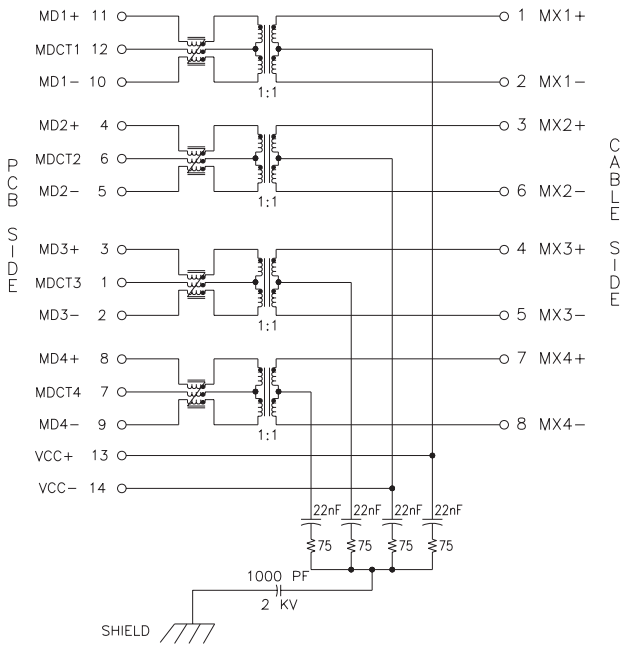 MD1+ 11 1 MX1+
MDCT1 12
MD1- 10 2 MX1-
1:1
MD2+ 4 3 MX2+
MDCT2 6
MD2- 5 6 MX2-
1:1
PCB SIDE
CABLE SIDE
MD3+ 3 4 MX3+
MDCT3 1
MD3- 2 5 MX3-
1:1
MD4+ 8 7 MX4+
MDCT4 7
MD4- 9 8 MX4-
1:1
VCC+ 13
VCC- 14
22nF 22nF 22nF 22nF
75 75 75 75
1000 PF
2 KV
SHIELD